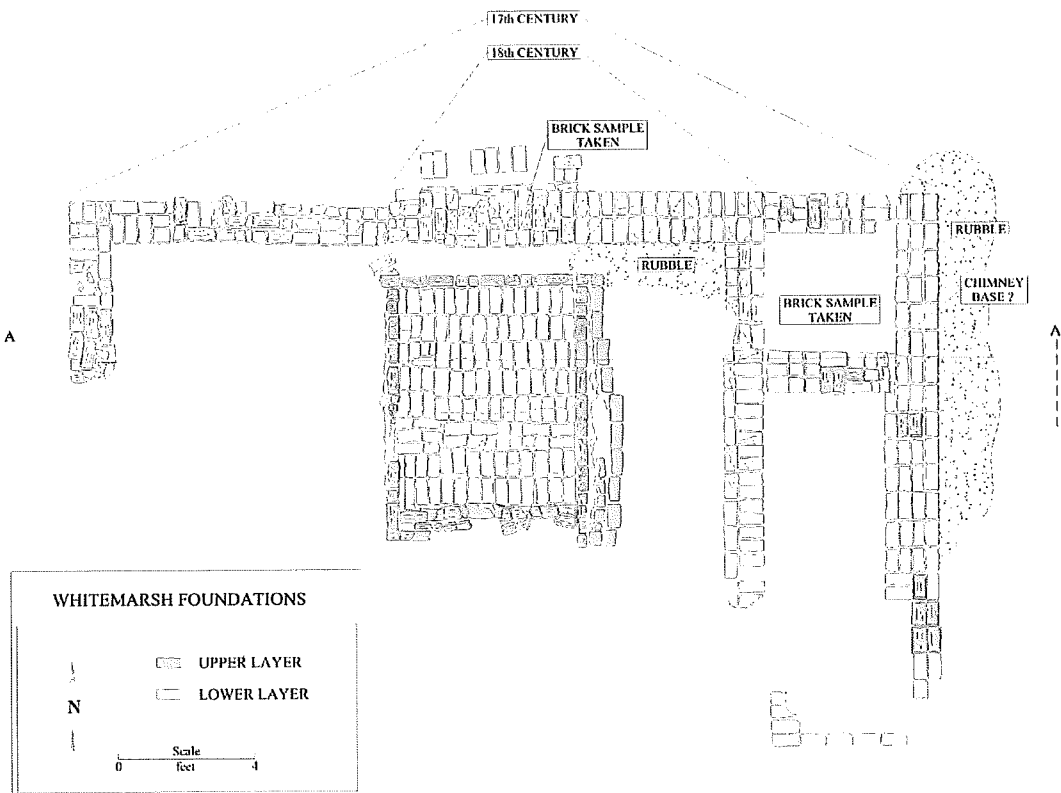 17th CENTURY
18th CENTURY
BRICK SAMPLE
TAKEN
RUBBLE
RUBBLE
CHIMNEY
BASE ?
BRICK SAMPLE
TAKEN
A
A
WHITEMARSH FOUNDATIONS
UPPER LAYER
LOWER LAYER
N
Scale
0 feet 4